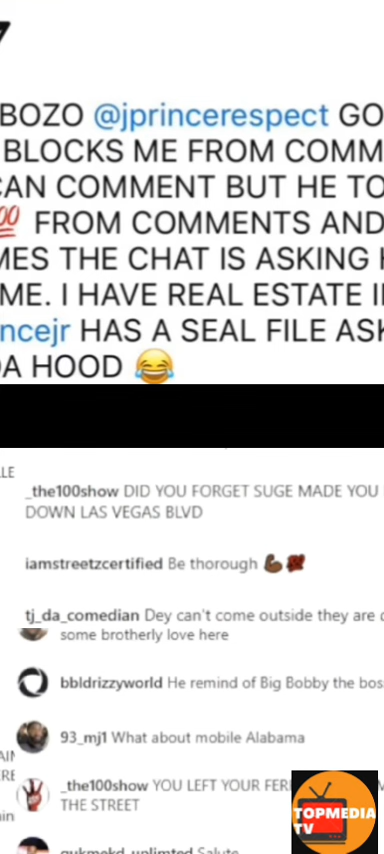 BOZO @jprincerespect GO
BLOCKS ME FROM COMM
CAN COMMENT BUT HE TO
💯 FROM COMMENTS AND
MES THE CHAT IS ASKING
ME. I HAVE REAL ESTATE I
ncejr HAS A SEAL FILE ASK
DA HOOD 😂
LE
_the100show DID YOU FORGET SUGE MADE YOU
DOWN LAS VEGAS BLVD
iamstreetzcertified Be thorough 💪🏾
tj_da_comedian Dey can't come outside they are
some brotherly love here
bbldrizzyworld He remind of Big Bobby the bos
93_mj1 What about mobile Alabama
_the100show YOU LEFT YOUR FER
THE STREET
TOPMEDIA
TV
Salute